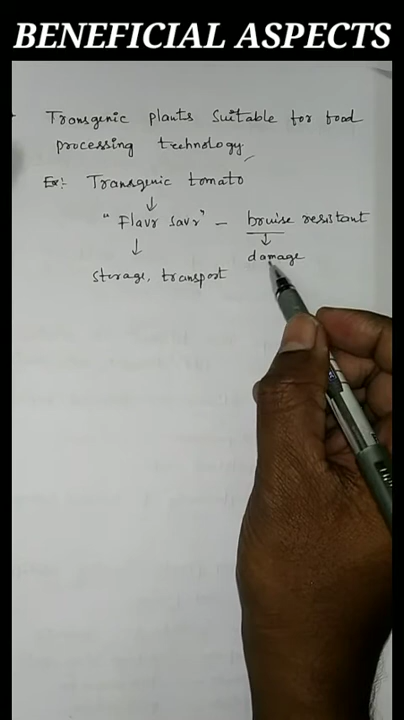 BENEFICIAL ASPECTS
Transgenic plants Suitable for food
processing technology
Ex:- Transgenic tomato
↓
"Flavr Savr" - bruise resistant
↓ ↓
damage
storage, transport